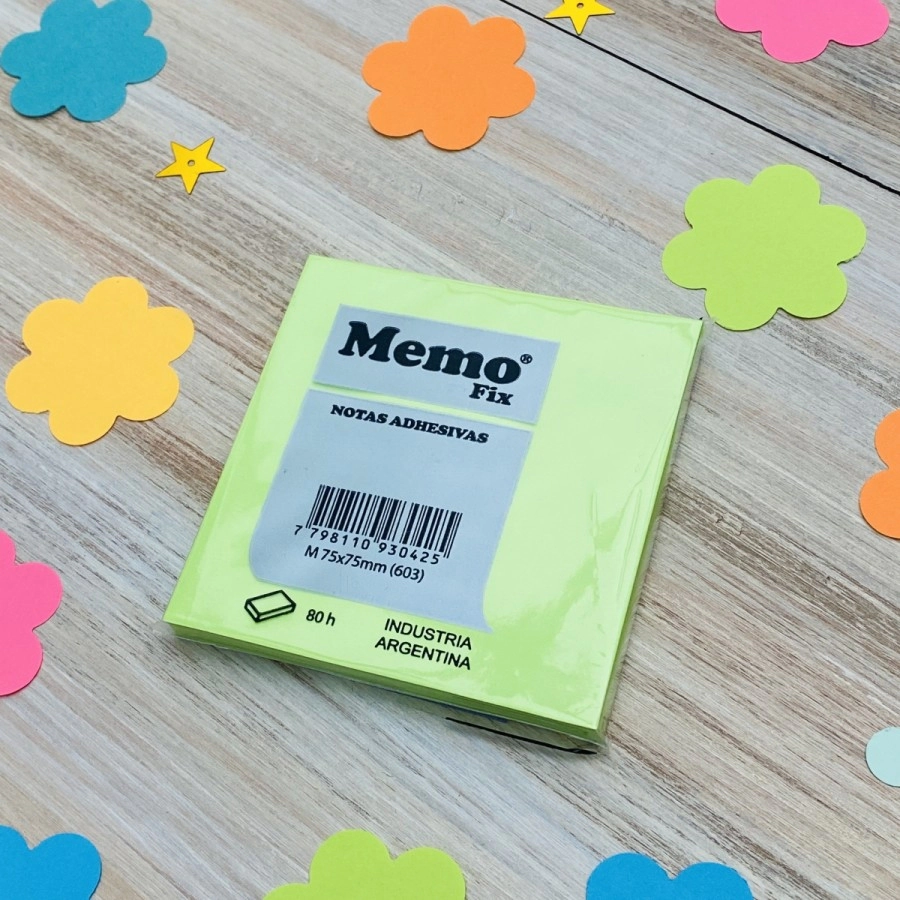 Memo®
Fix
NOTAS ADHESIVAS
7 798110 930425
M 75x75mm (603)
80 h
INDUSTRIA
ARGENTINA